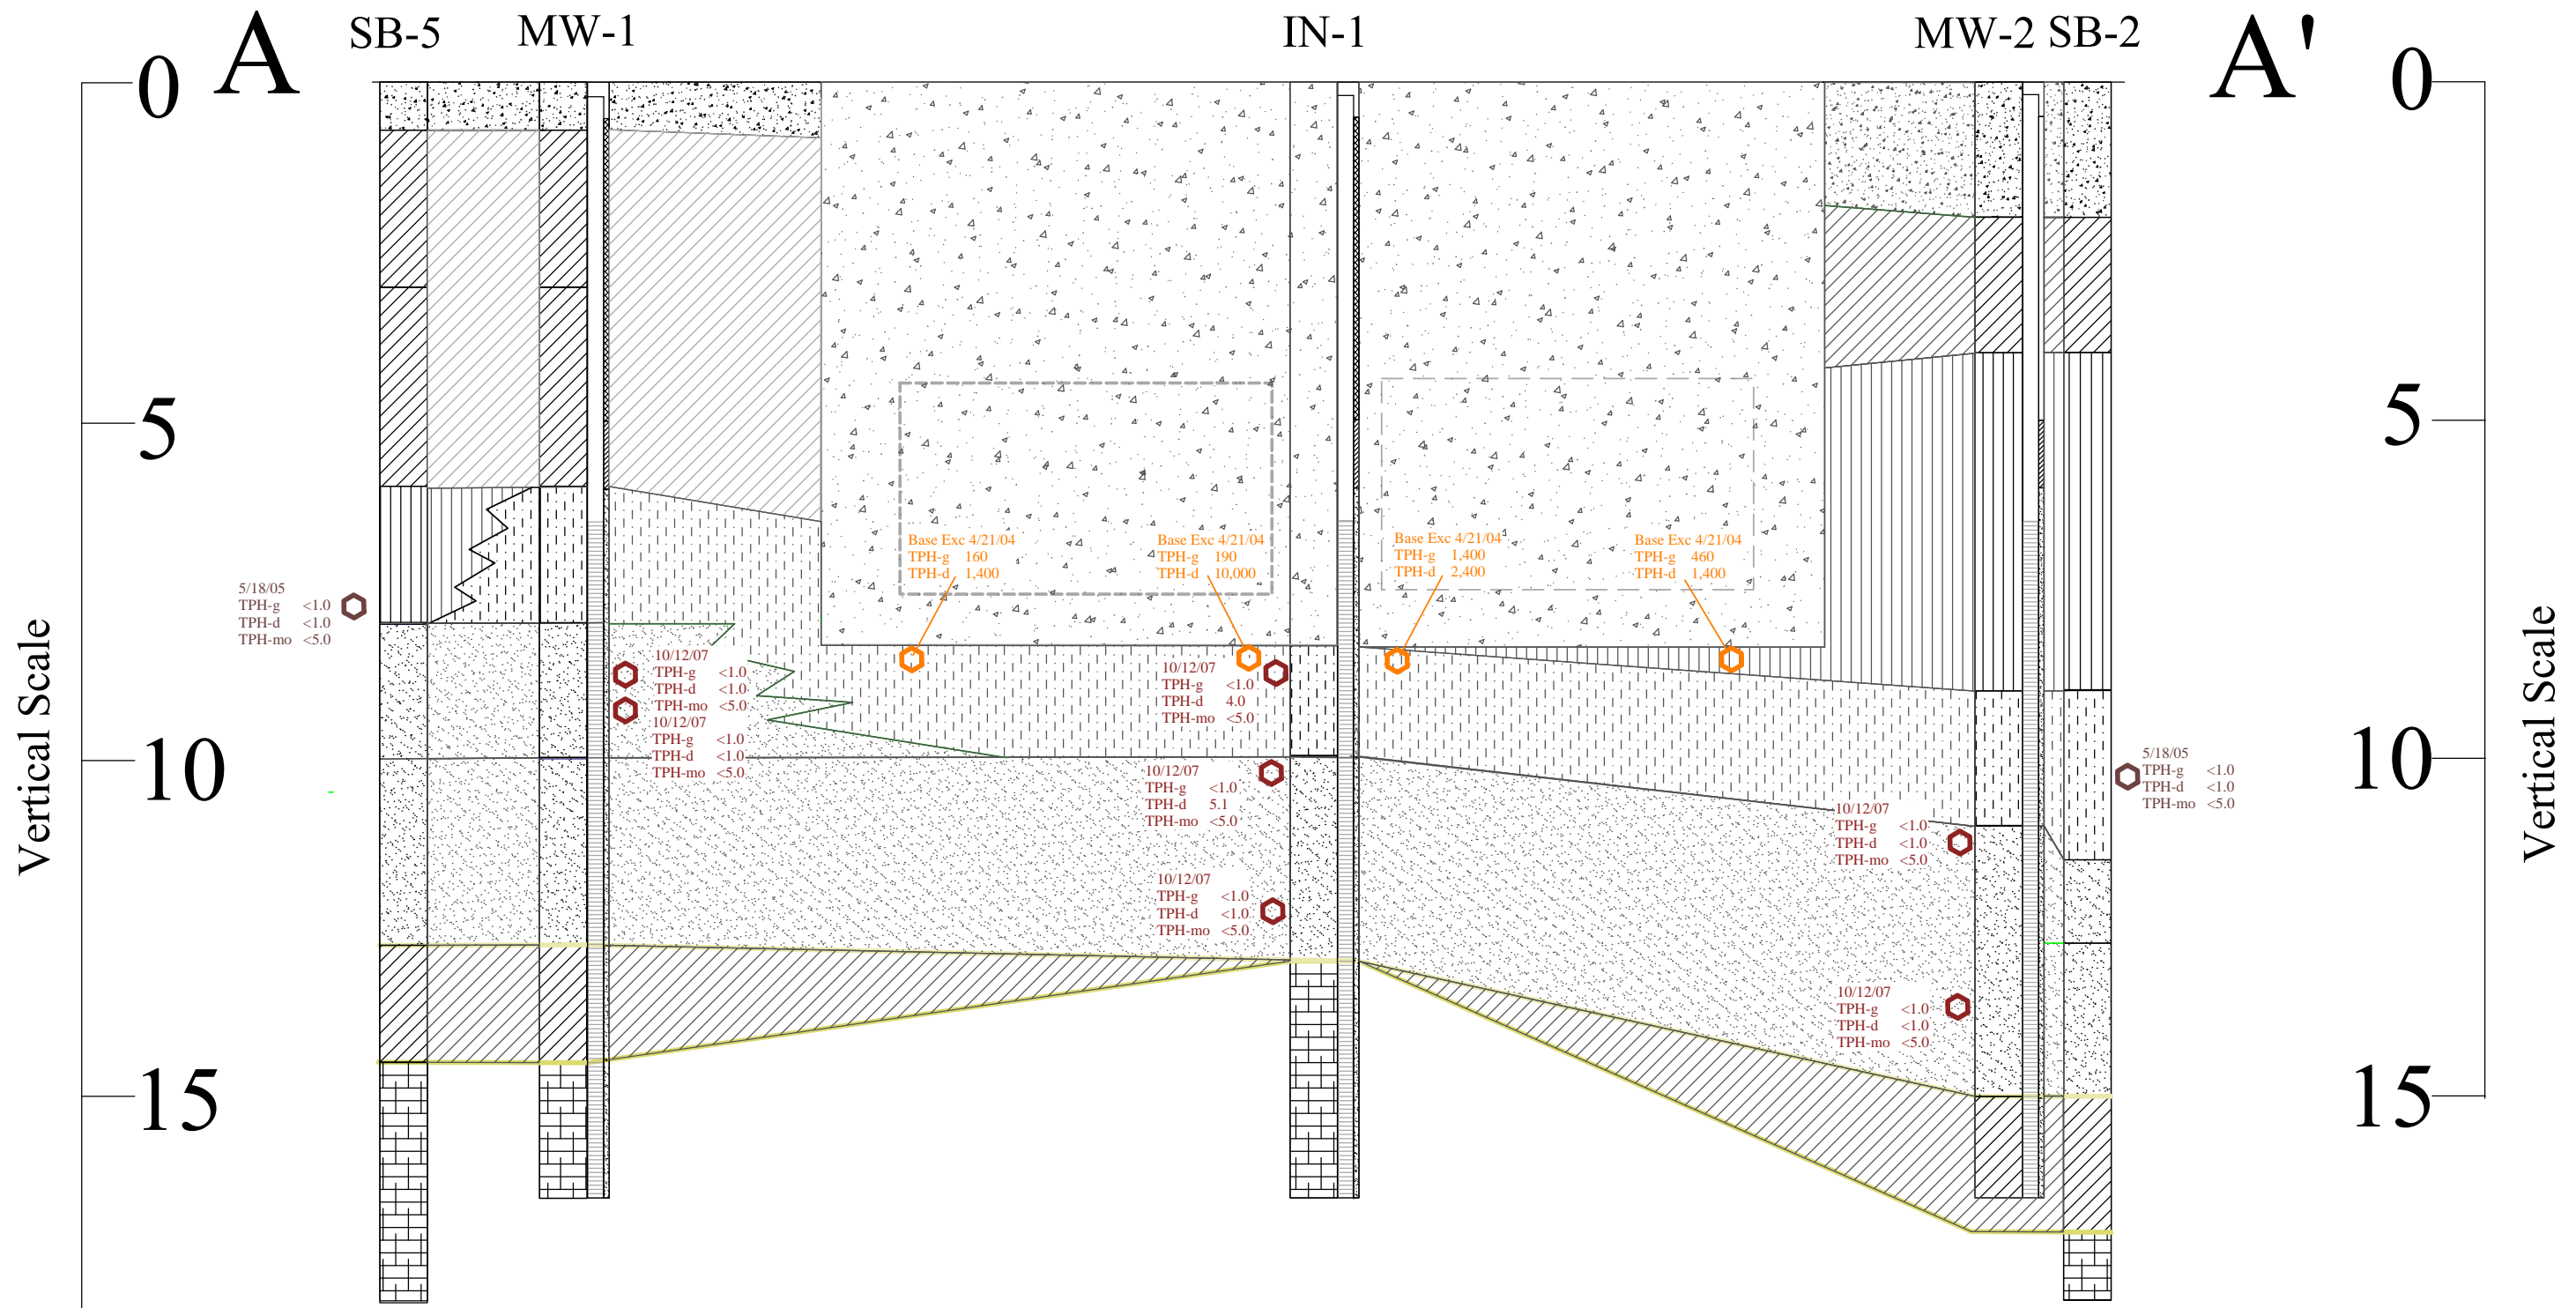 A SB-5 MW-1 IN-1 MW-2 SB-2 A'
0 0
5 5
10 10
15 15
Vertical Scale
Vertical Scale
5/18/05
TPH-g <1.0
TPH-d <1.0
TPH-mo <5.0
10/12/07
TPH-g <1.0
TPH-d <1.0
TPH-mo <5.0
10/12/07
TPH-g <1.0
TPH-d <1.0
TPH-mo <5.0
Base Exc 4/21/04
TPH-g 160
TPH-d 1,400
Base Exc 4/21/04
TPH-g 190
TPH-d 10,000
Base Exc 4/21/04
TPH-g 1,400
TPH-d 2,400
Base Exc 4/21/04
TPH-g 460
TPH-d 1,400
10/12/07
TPH-g <1.0
TPH-d 4.0
TPH-mo <5.0
10/12/07
TPH-g <1.0
TPH-d 5.1
TPH-mo <5.0
10/12/07
TPH-g <1.0
TPH-d <1.0
TPH-mo <5.0
10/12/07
TPH-g <1.0
TPH-d <1.0
TPH-mo <5.0
10/12/07
TPH-g <1.0
TPH-d <1.0
TPH-mo <5.0
5/18/05
TPH-g <1.0
TPH-d <1.0
TPH-mo <5.0